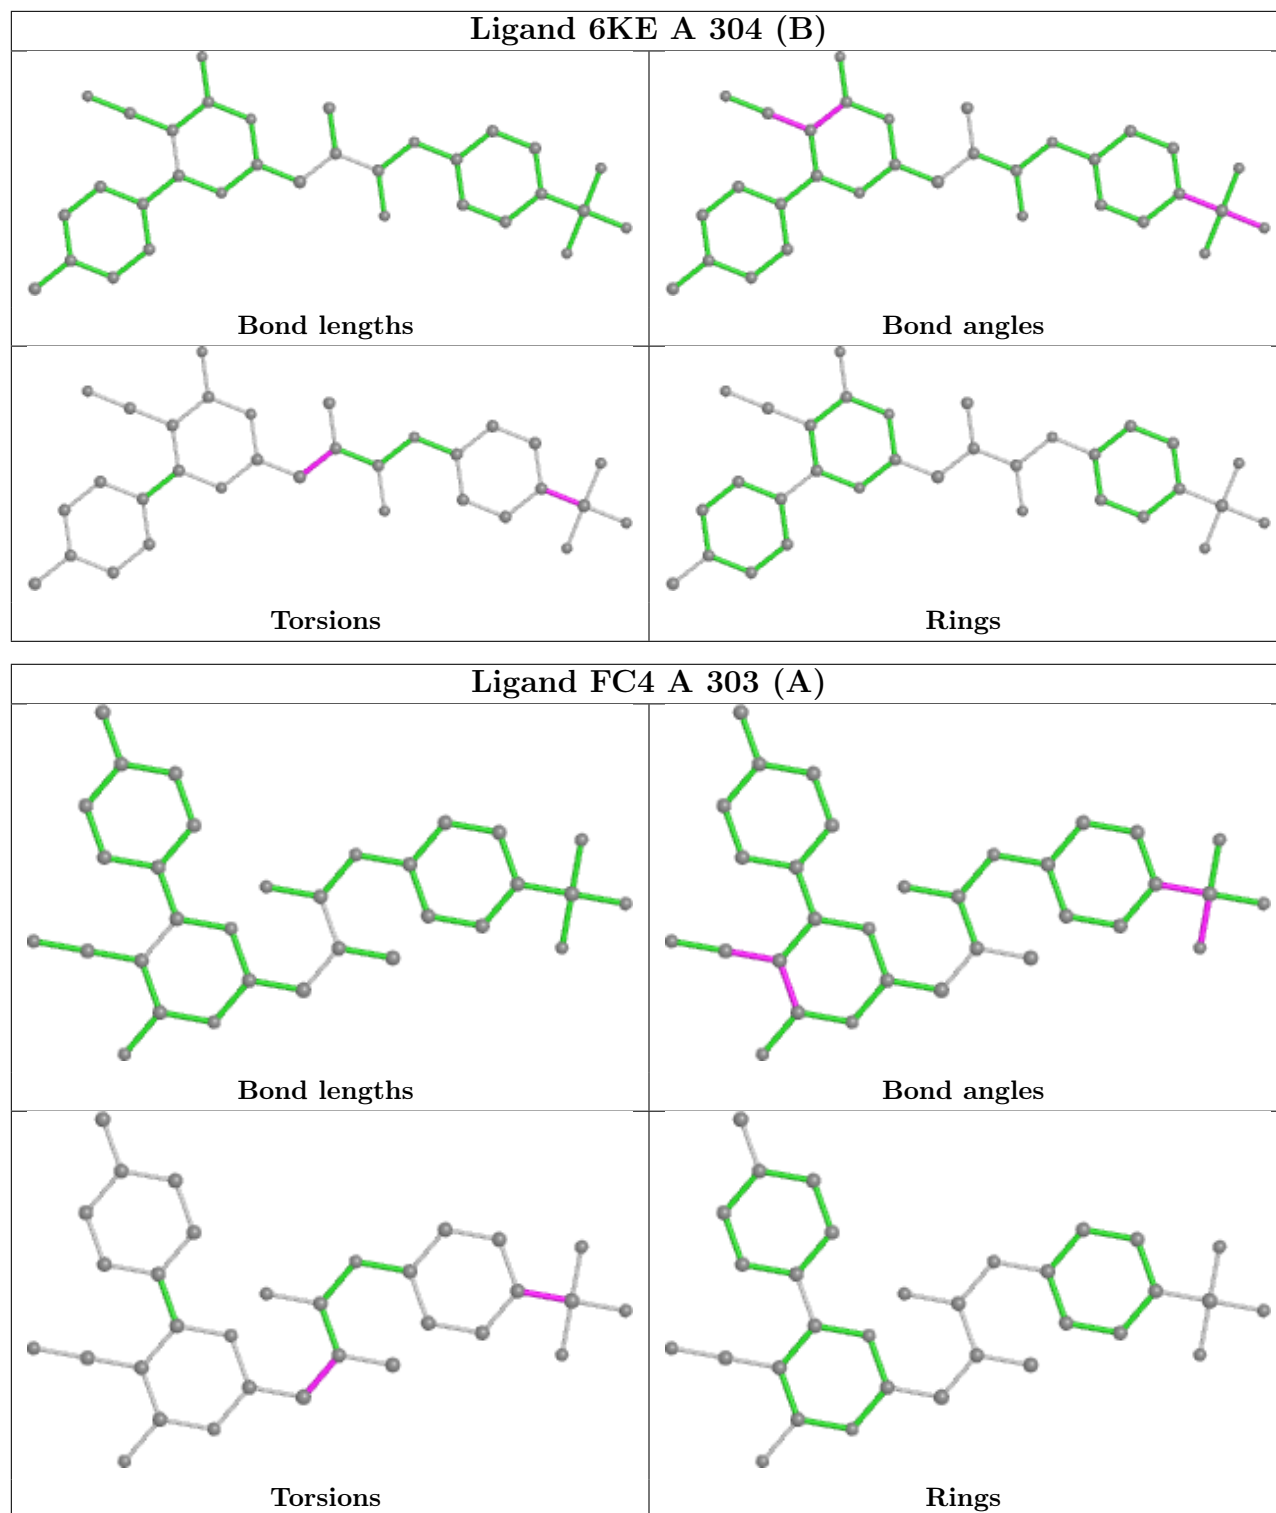 Ligand 6KE A 304 (B)
Bond lengths
Bond angles
Torsions
Rings
Ligand FC4 A 303 (A)
Bond lengths
Bond angles
Torsions
Rings